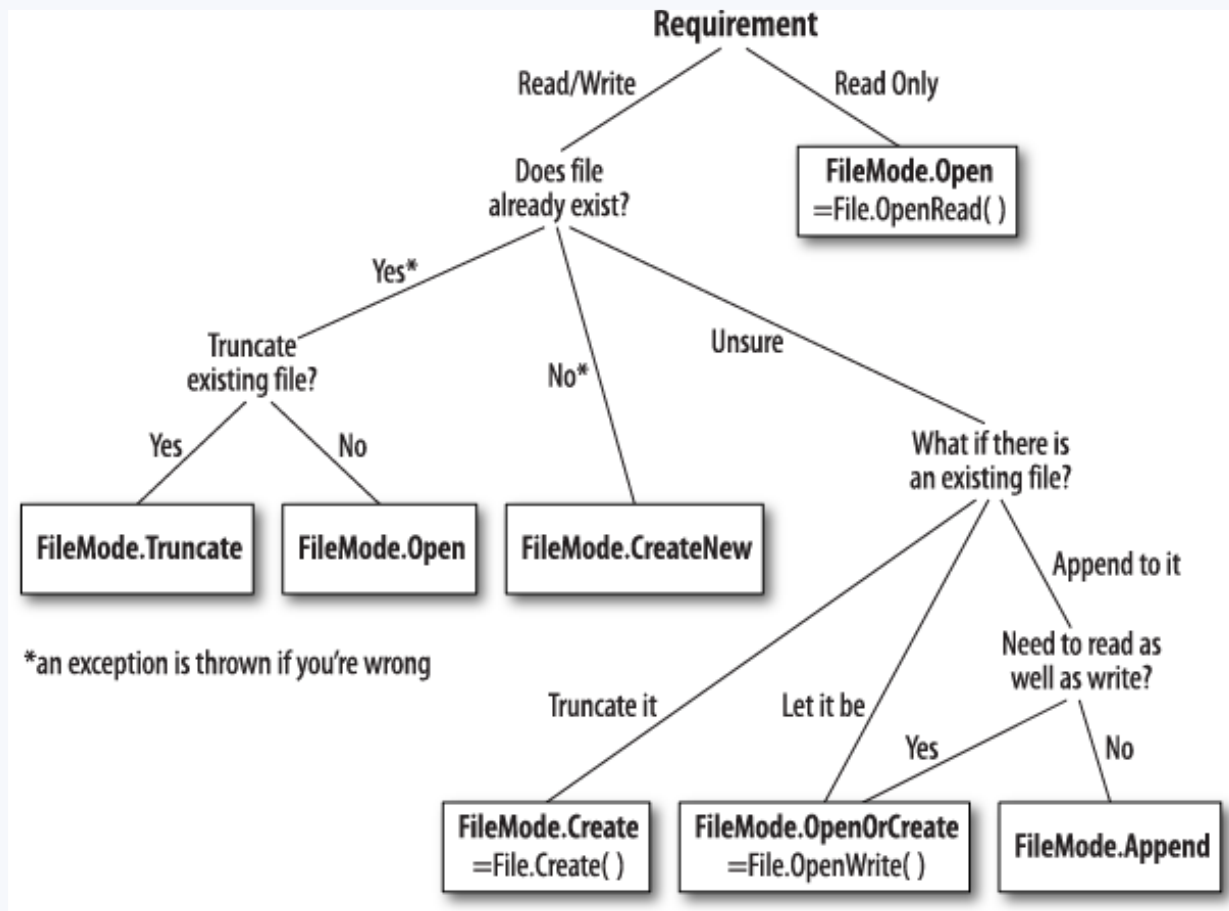 Requirement
Read/Write
Read Only
Does file
already exist?
FileMode.Open
=File.OpenRead( )
Yes*
No*
Unsure
Truncate
existing file?
Yes
No
What if there is
an existing file?
FileMode.Truncate
FileMode.Open
FileMode.CreateNew
Append to it
*an exception is thrown if you're wrong
Need to read as
well as write?
Truncate it
Let it be
Yes
No
FileMode.Create
=File.Create( )
FileMode.OpenOrCreate
=File.OpenWrite( )
FileMode.Append